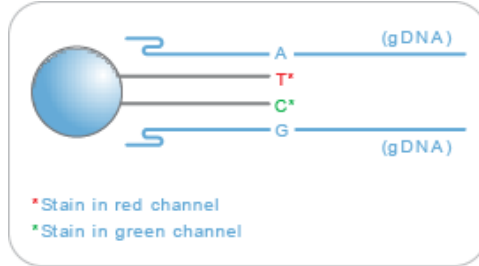 (gDNA)
A
T*
C*
G
(gDNA)
*Stain in red channel
*Stain in green channel